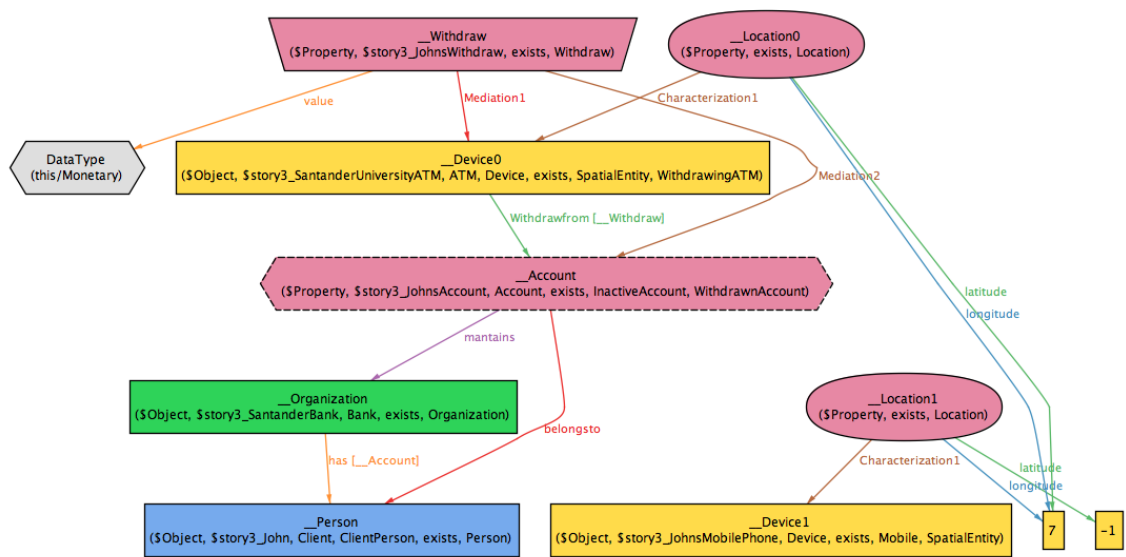 __Withdraw
($Property, $story3_JohnsWithdraw, exists, Withdraw)
__Location0
($Property, exists, Location)
value
Mediation1
Characterization1
DataType
(this/Monetary)
__Device0
($Object, $story3_SantanderUniversityATM, ATM, Device, exists, SpatialEntity, WithdrawingATM)
Mediation2
Withdrawfrom [__Withdraw]
__Account
($Property, $story3_JohnsAccount, Account, exists, InactiveAccount, WithdrawnAccount)
latitude
longitude
mantains
__Organization
($Object, $story3_SantanderBank, Bank, exists, Organization)
__Location1
($Property, exists, Location)
belongsto
has [__Account]
Characterization1
latitude
longitude
__Person
($Object, $story3_John, Client, ClientPerson, exists, Person)
__Device1
($Object, $story3_JohnsMobilePhone, Device, exists, Mobile, SpatialEntity)
7
-1